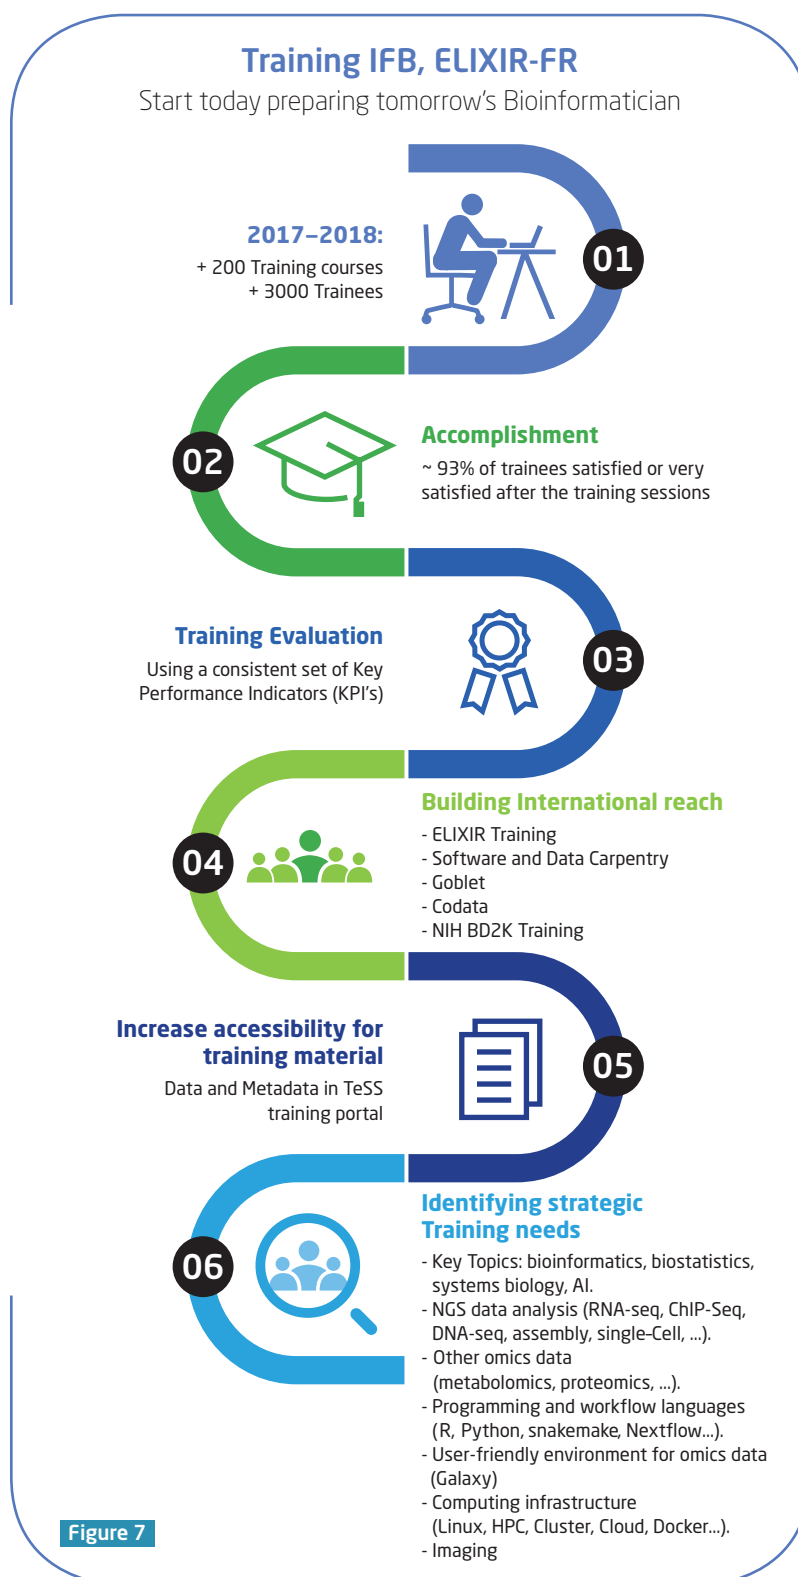 Training IFB, ELIXIR-FR
Start today preparing tomorrow's Bioinformatician
01
2017–2018:
+ 200 Training courses
+ 3000 Trainees
02
Accomplishment
~ 93% of trainees satisfied or very
satisfied after the training sessions
03
Training Evaluation
Using a consistent set of Key
Performance Indicators (KPI's)
04
Building International reach
- ELIXIR Training
- Software and Data Carpentry
- Goblet
- Codata
- NIH BD2K Training
05
Increase accessibility for
training material
Data and Metadata in TeSS
training portal
06
Identifying strategic
Training needs
- Key Topics: bioinformatics, biostatistics,
systems biology, AI.
- NGS data analysis (RNA-seq, ChIP-Seq,
DNA-seq, assembly, single-Cell, ...).
- Other omics data
(metabolomics, proteomics, ...).
- Programming and workflow languages
(R, Python, snakemake, Nextflow...).
- User-friendly environment for omics data
(Galaxy)
- Computing infrastructure
(Linux, HPC, Cluster, Cloud, Docker...).
- Imaging
Figure 7